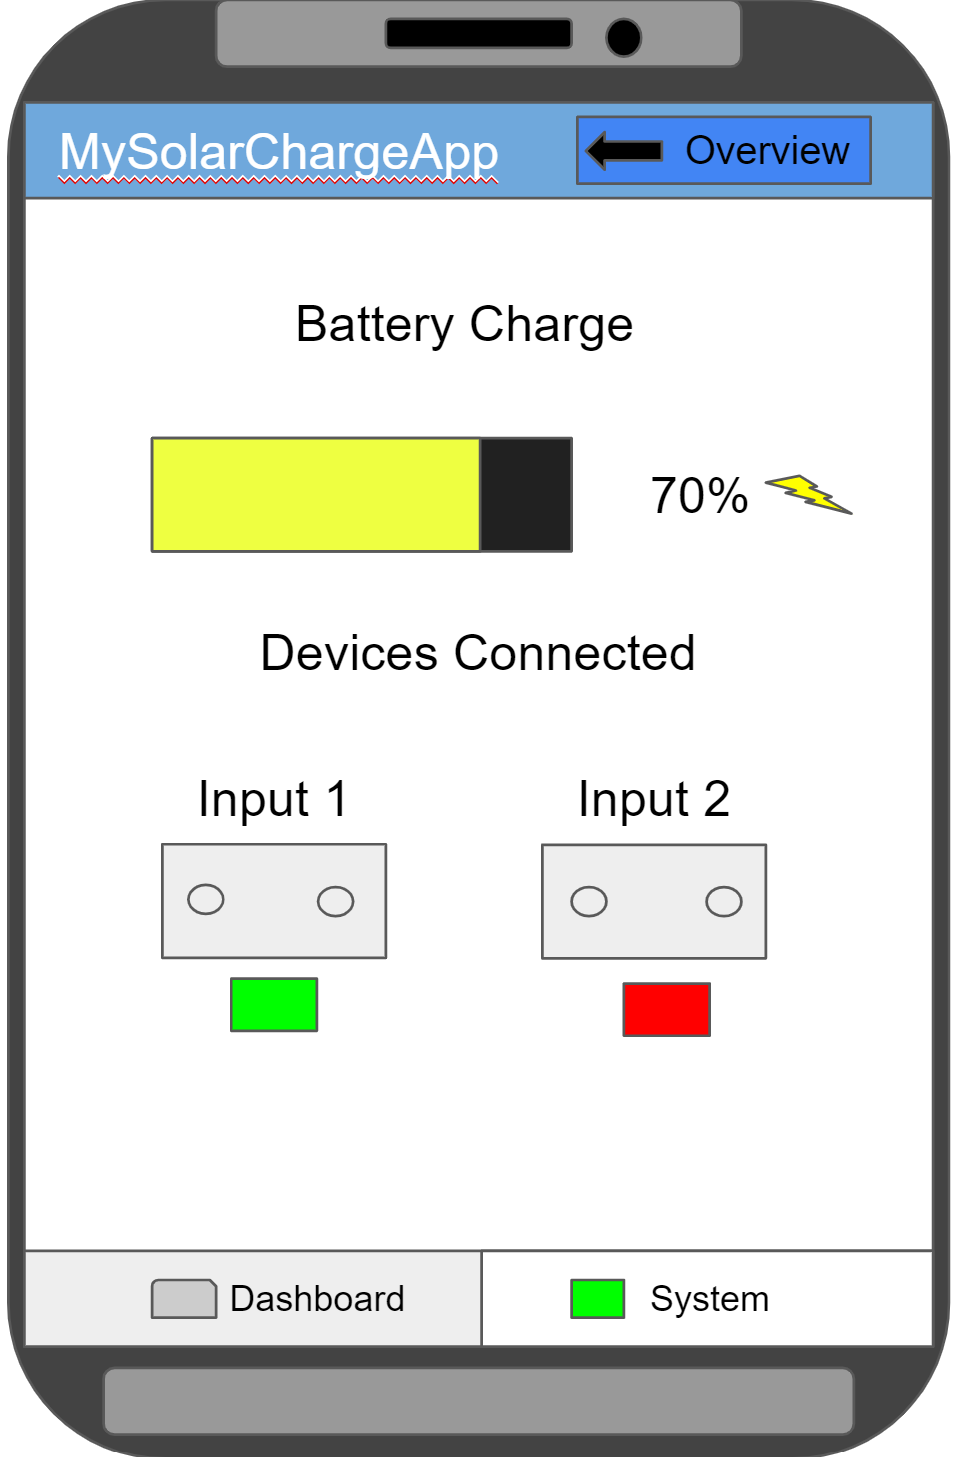 MySolarChargeApp
Overview
Battery Charge
70%
Devices Connected
Input 1
Input 2
Dashboard
System